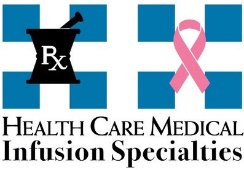 Rx
HEALTH CARE MEDICAL
Infusion Specialties